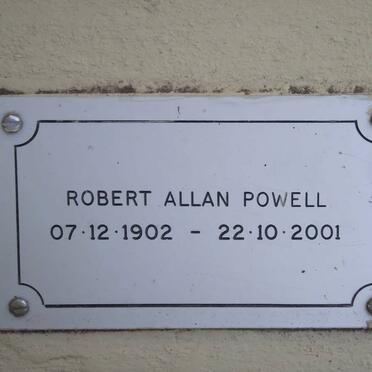 ROBERT ALLAN POWELL
07·12·1902 - 22·10·2001